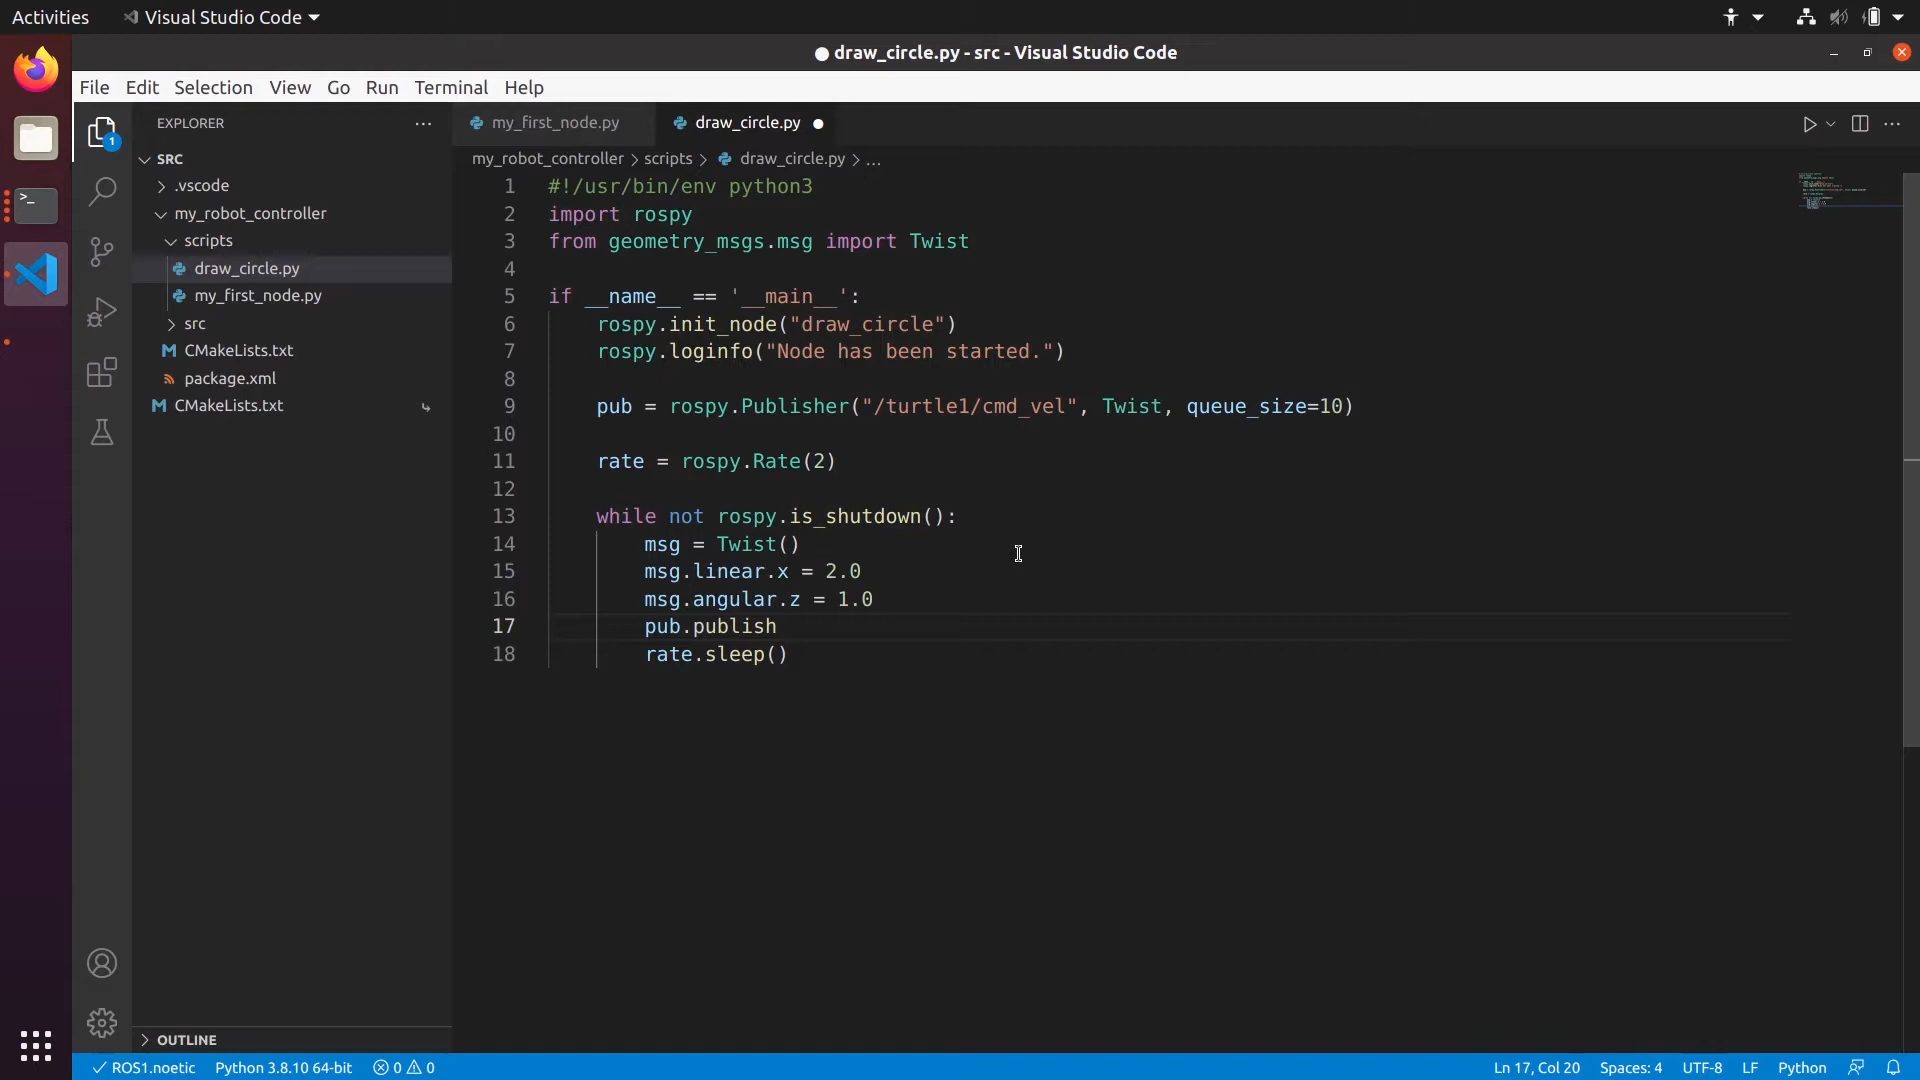 Activities
Visual Studio Code
draw_circle.py - src - Visual Studio Code
File Edit Selection View Go Run Terminal Help
EXPLORER
SRC
.vscode
my_robot_controller
scripts
draw_circle.py
my_first_node.py
src
CMakeLists.txt
package.xml
CMakeLists.txt
OUTLINE
1
my_first_node.py
draw_circle.py
my_robot_controller > scripts > draw_circle.py > ...
1 #!/usr/bin/env python3
2 import rospy
3 from geometry_msgs.msg import Twist
4
5 if __name__ == '__main__':
6 rospy.init_node("draw_circle")
7 rospy.loginfo("Node has been started.")
8
9 pub = rospy.Publisher("/turtle1/cmd_vel", Twist, queue_size=10)
10
11 rate = rospy.Rate(2)
12
13 while not rospy.is_shutdown():
14 msg = Twist()
15 msg.linear.x = 2.0
16 msg.angular.z = 1.0
17 pub.publish
18 rate.sleep()
ROS1.noetic Python 3.8.10 64-bit 0 0 Ln 17, Col 20 Spaces: 4 UTF-8 LF Python